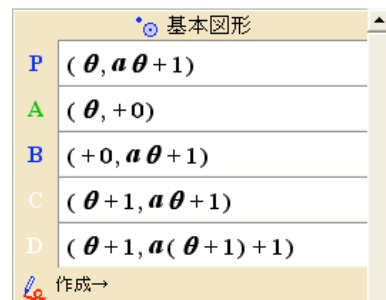 基本図形
P (θ, aθ+1)
A (θ, +0)
B (+0, aθ+1)
C (θ+1, aθ+1)
D (θ+1, a(θ+1)+1)
作成→